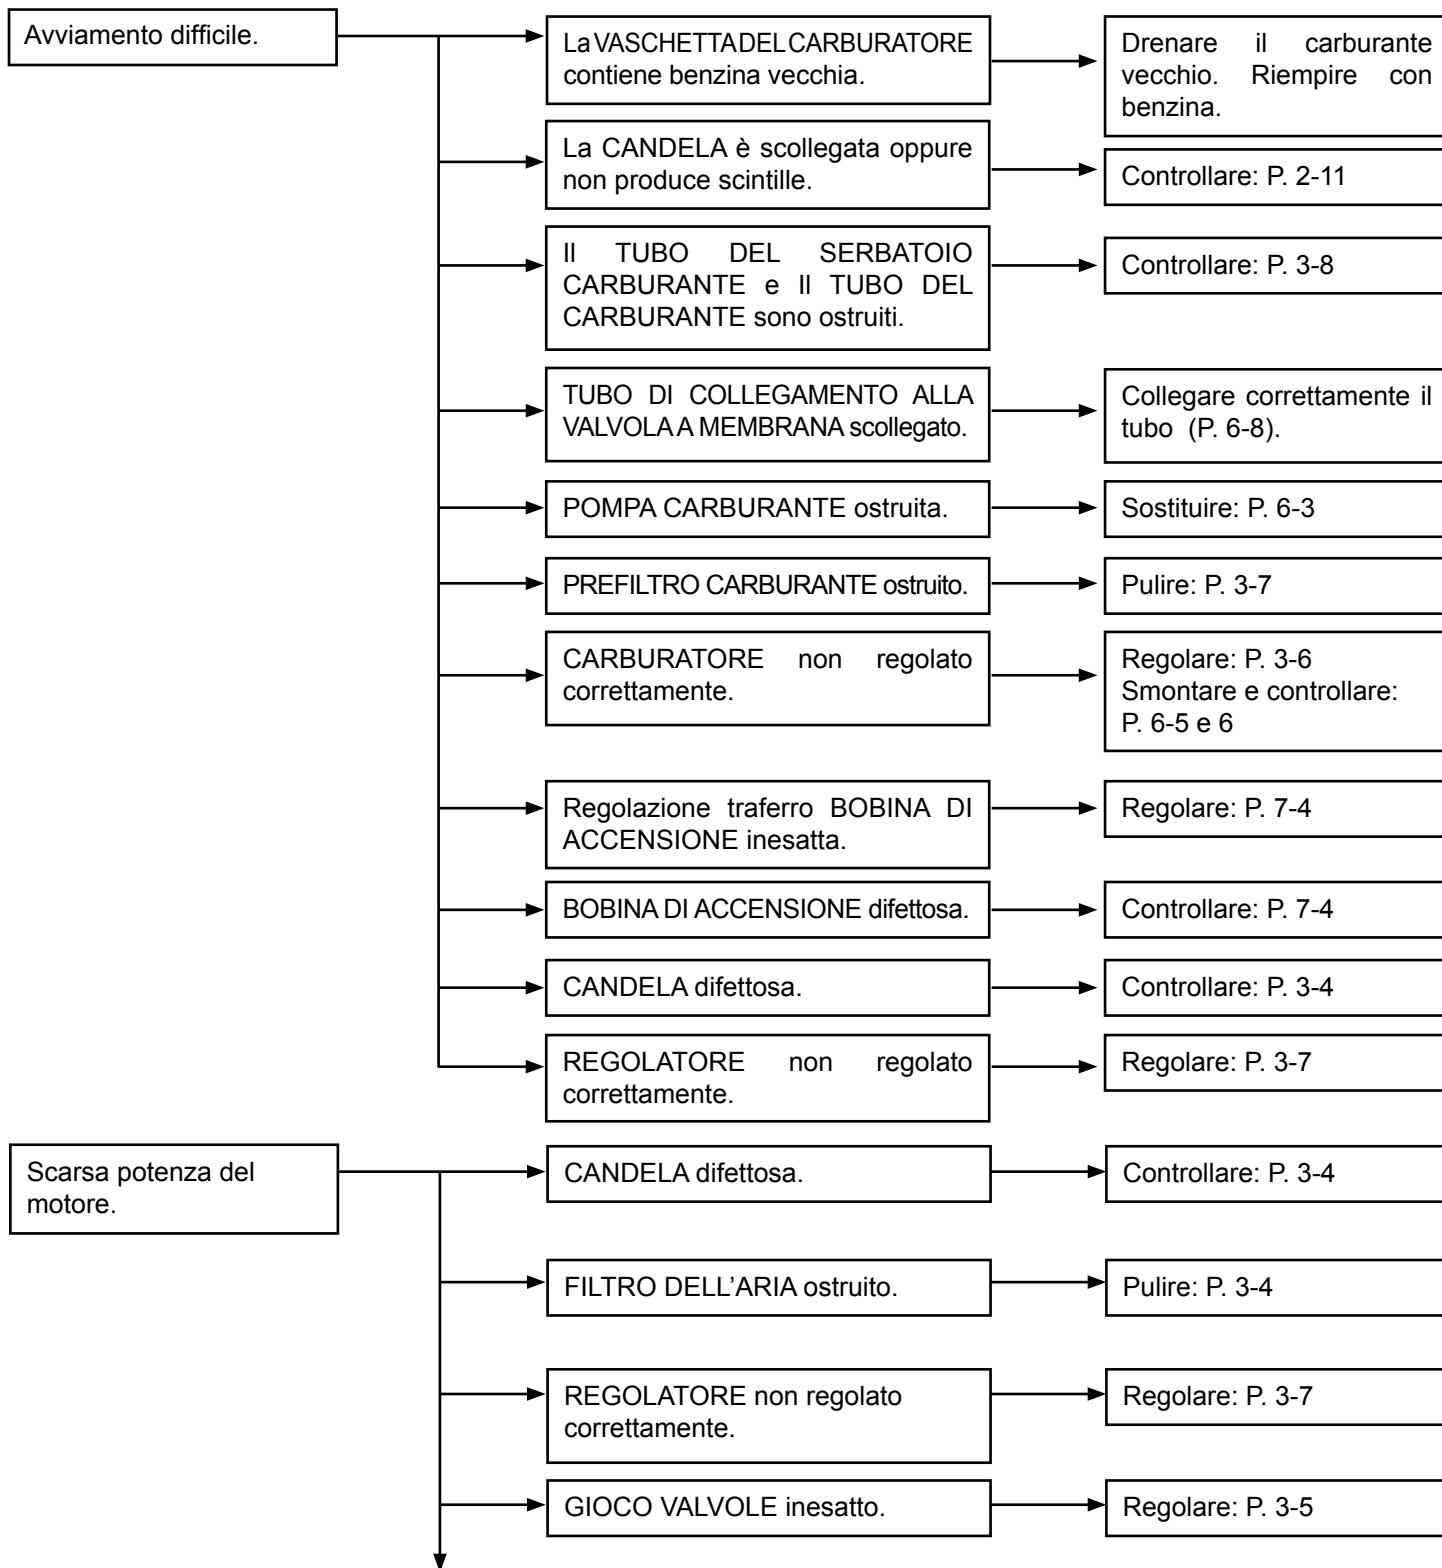 Avviamento difficile.
La VASCHETTA DEL CARBURATORE
contiene benzina vecchia.
Drenare il carburante
vecchio. Riempire con
benzina.
La CANDELA è scollegata oppure
non produce scintille.
Controllare: P. 2-11
Il TUBO DEL SERBATOIO
CARBURANTE e Il TUBO DEL
CARBURANTE sono ostruiti.
Controllare: P. 3-8
TUBO DI COLLEGAMENTO ALLA
VALVOLA A MEMBRANA scollegato.
Collegare correttamente il
tubo (P. 6-8).
POMPA CARBURANTE ostruita.
Sostituire: P. 6-3
PREFILTRO CARBURANTE ostruito.
Pulire: P. 3-7
CARBURATORE non regolato
correttamente.
Regolare: P. 3-6
Smontare e controllare:
P. 6-5 e 6
Regolazione traferro BOBINA DI
ACCENSIONE inesatta.
Regolare: P. 7-4
BOBINA DI ACCENSIONE difettosa.
Controllare: P. 7-4
CANDELA difettosa.
Controllare: P. 3-4
REGOLATORE non regolato
correttamente.
Regolare: P. 3-7
Scarsa potenza del
motore.
CANDELA difettosa.
Controllare: P. 3-4
FILTRO DELL'ARIA ostruito.
Pulire: P. 3-4
REGOLATORE non regolato
correttamente.
Regolare: P. 3-7
GIOCO VALVOLE inesatto.
Regolare: P. 3-5